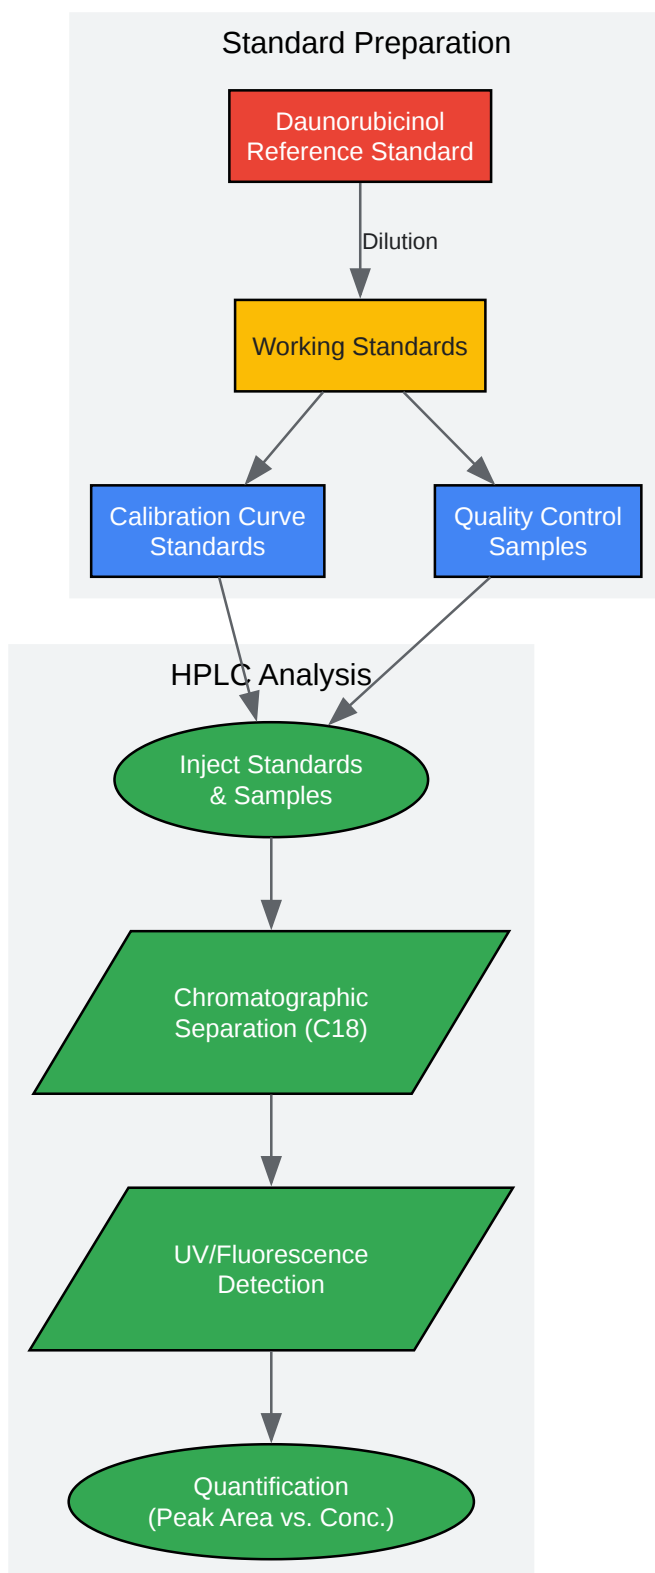 Standard Preparation
Daunorubicinol
Reference Standard
Dilution
Working Standards
Calibration Curve
Standards
Quality Control
Samples
HPLC Analysis
Inject Standards
& Samples
Chromatographic
Separation (C18)
UV/Fluorescence
Detection
Quantification
(Peak Area vs. Conc.)